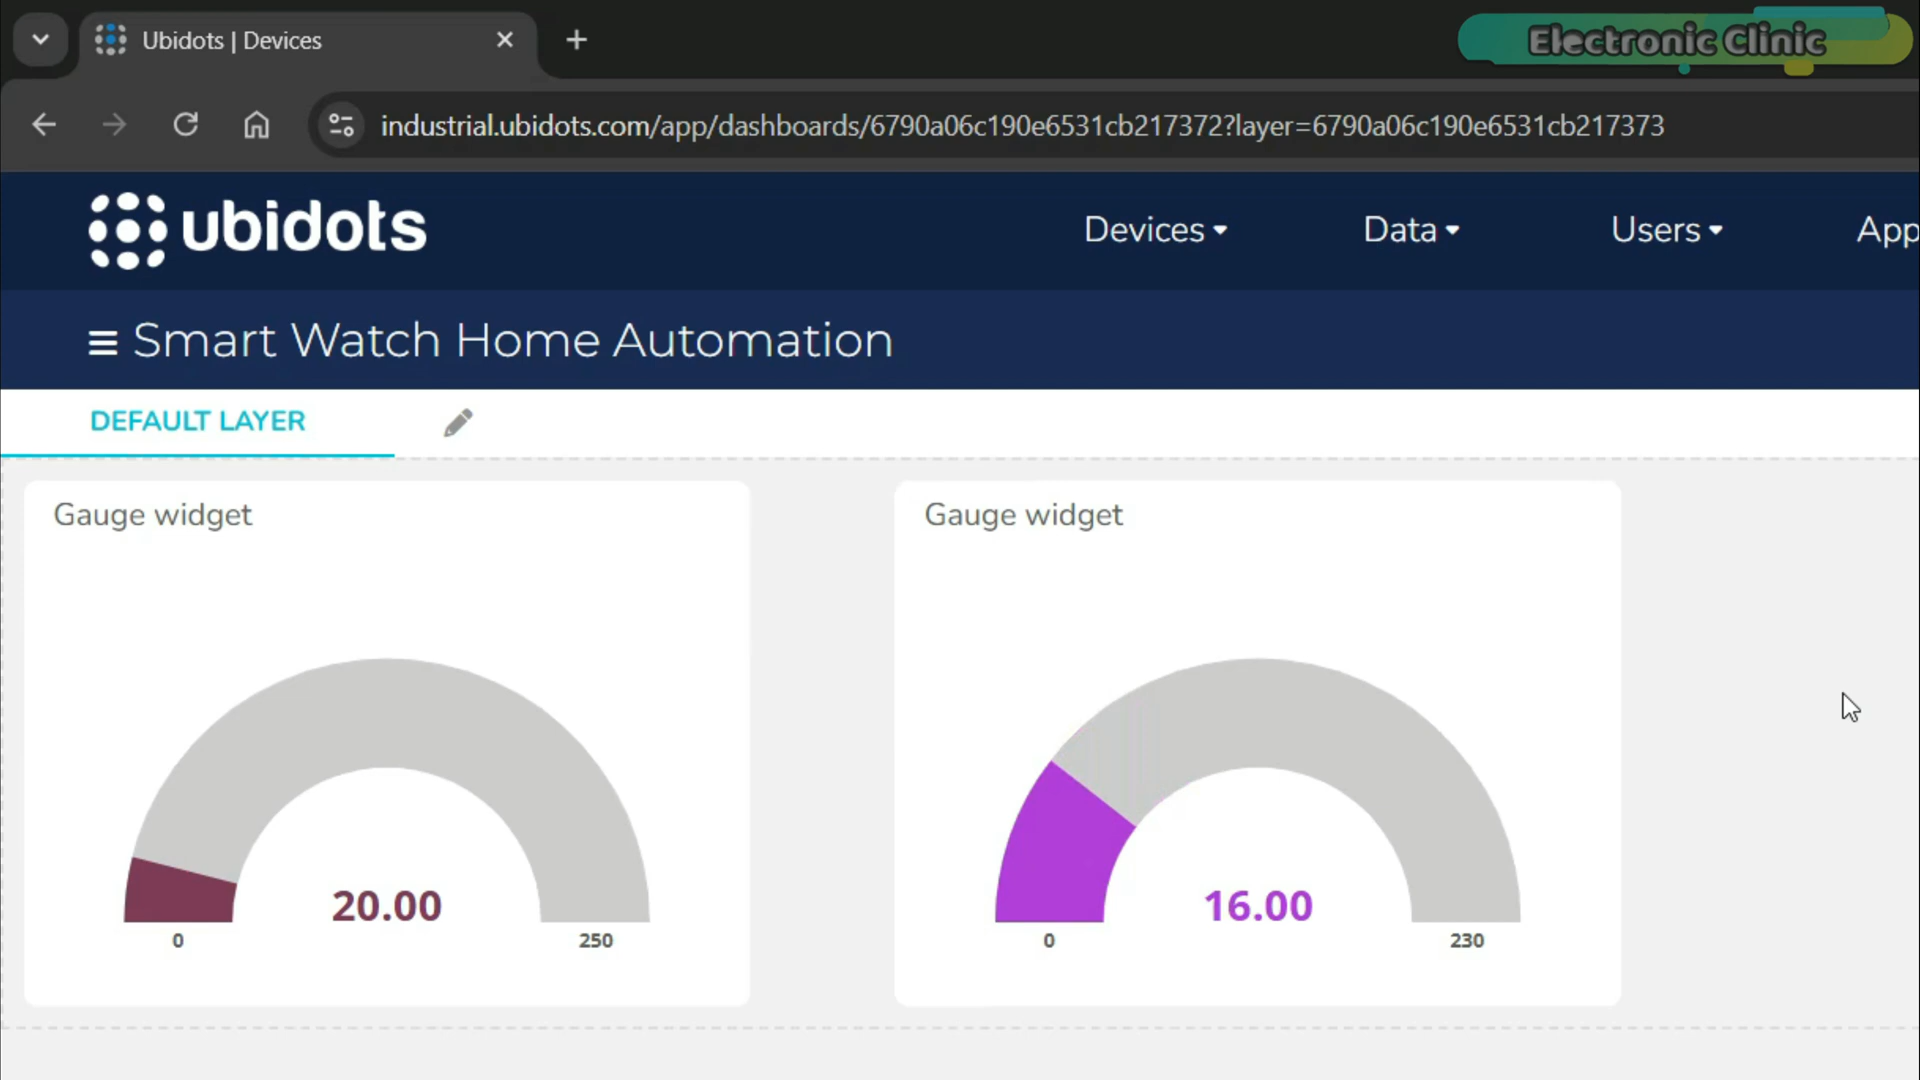 Ubidots | Devices
Electronic Clinic
industrial.ubidots.com/app/dashboards/6790a06c190e6531cb217372?layer=6790a06c190e6531cb217373
ubidots
Devices
Data
Users
App
Smart Watch Home Automation
DEFAULT LAYER
Gauge widget
Gauge widget
20.00
0
250
16.00
0
230